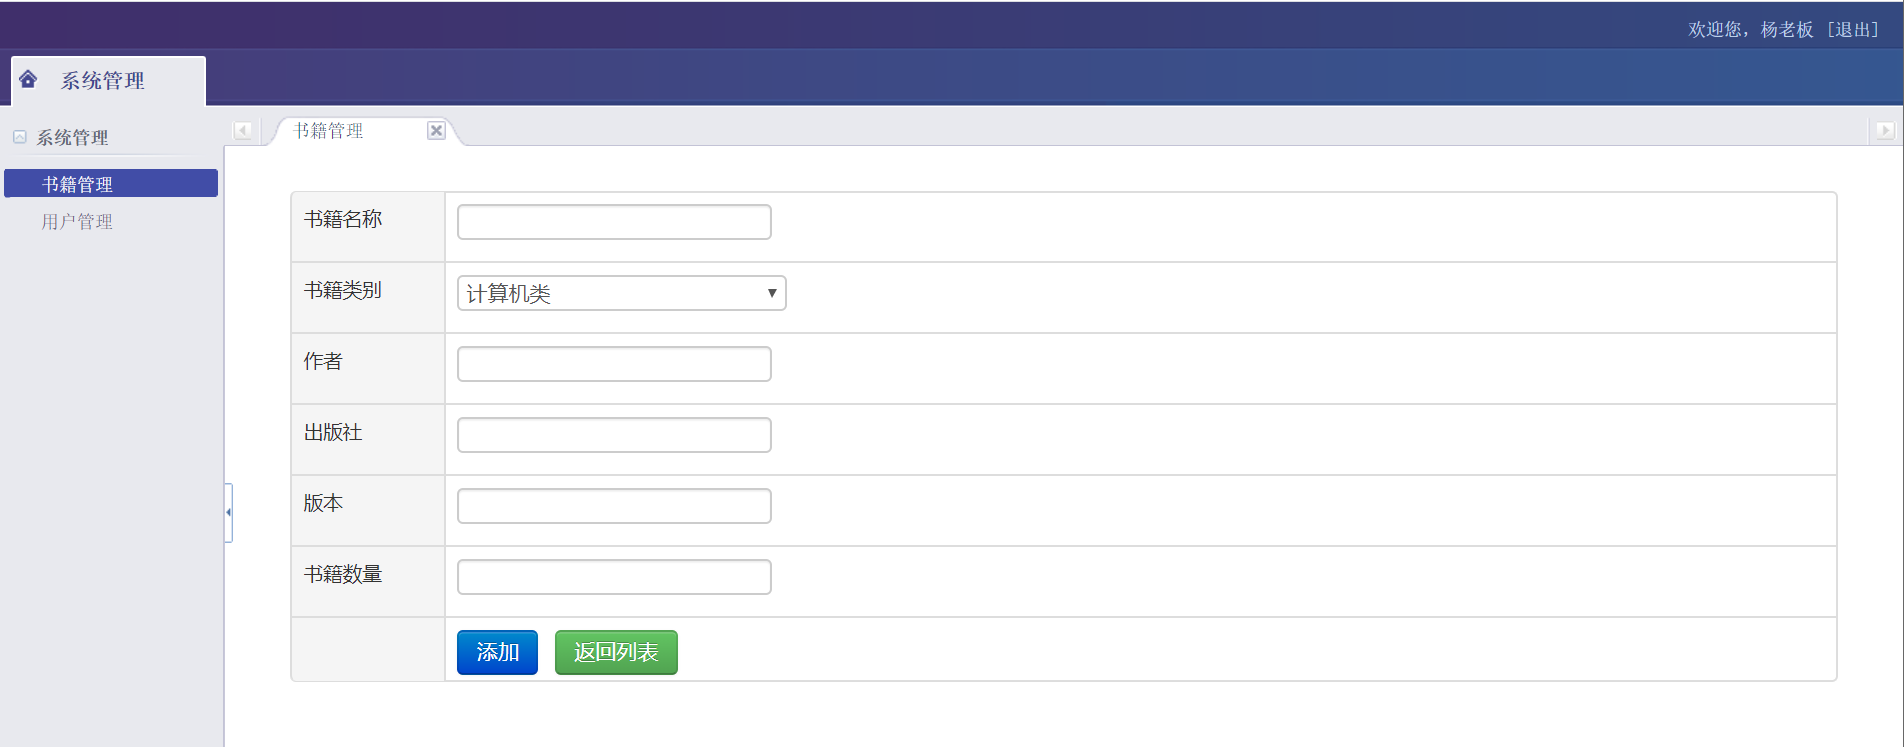 欢迎您，杨老板 [退出]
系统管理
系统管理
书籍管理
用户管理
书籍管理
书籍名称
书籍类别 计算机类
作者
出版社
版本
书籍数量
添加 返回列表